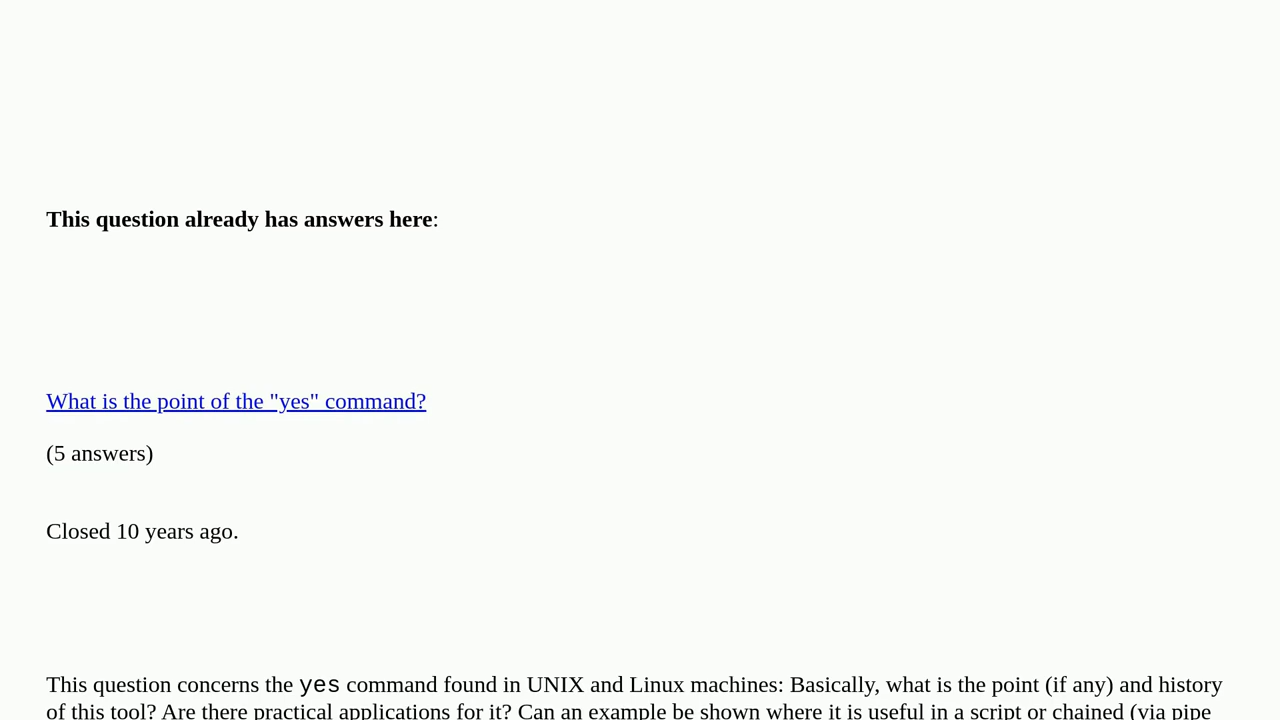 This question already has answers here:
What is the point of the "yes" command?
(5 answers)
Closed 10 years ago.
This question concerns the yes command found in UNIX and Linux machines: Basically, what is the point (if any) and history
of this tool? Are there practical applications for it? Can an example be shown where it is useful in a script or chained (via pipe